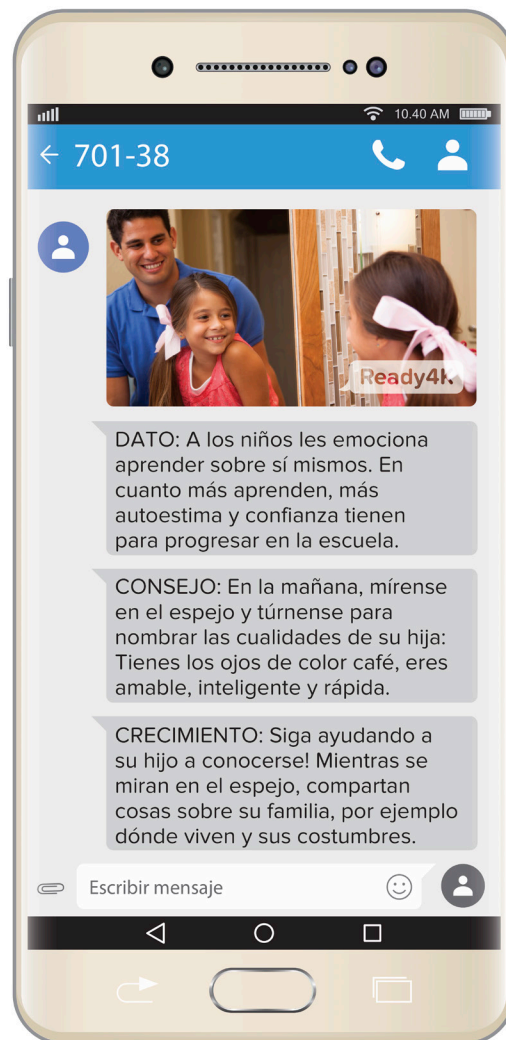 10.40 AM
701-38
Ready4K
DATO: A los niños les emociona
aprender sobre sí mismos. En
cuanto más aprenden, más
autoestima y confianza tienen
para progresar en la escuela.
CONSEJO: En la mañana, mírense
en el espejo y túrnense para
nombrar las cualidades de su hija:
Tienes los ojos de color café, eres
amable, inteligente y rápida.
CRECIMIENTO: Siga ayudando a
su hijo a conocerse! Mientras se
miran en el espejo, compartan
cosas sobre su familia, por ejemplo
dónde viven y sus costumbres.
Escribir mensaje